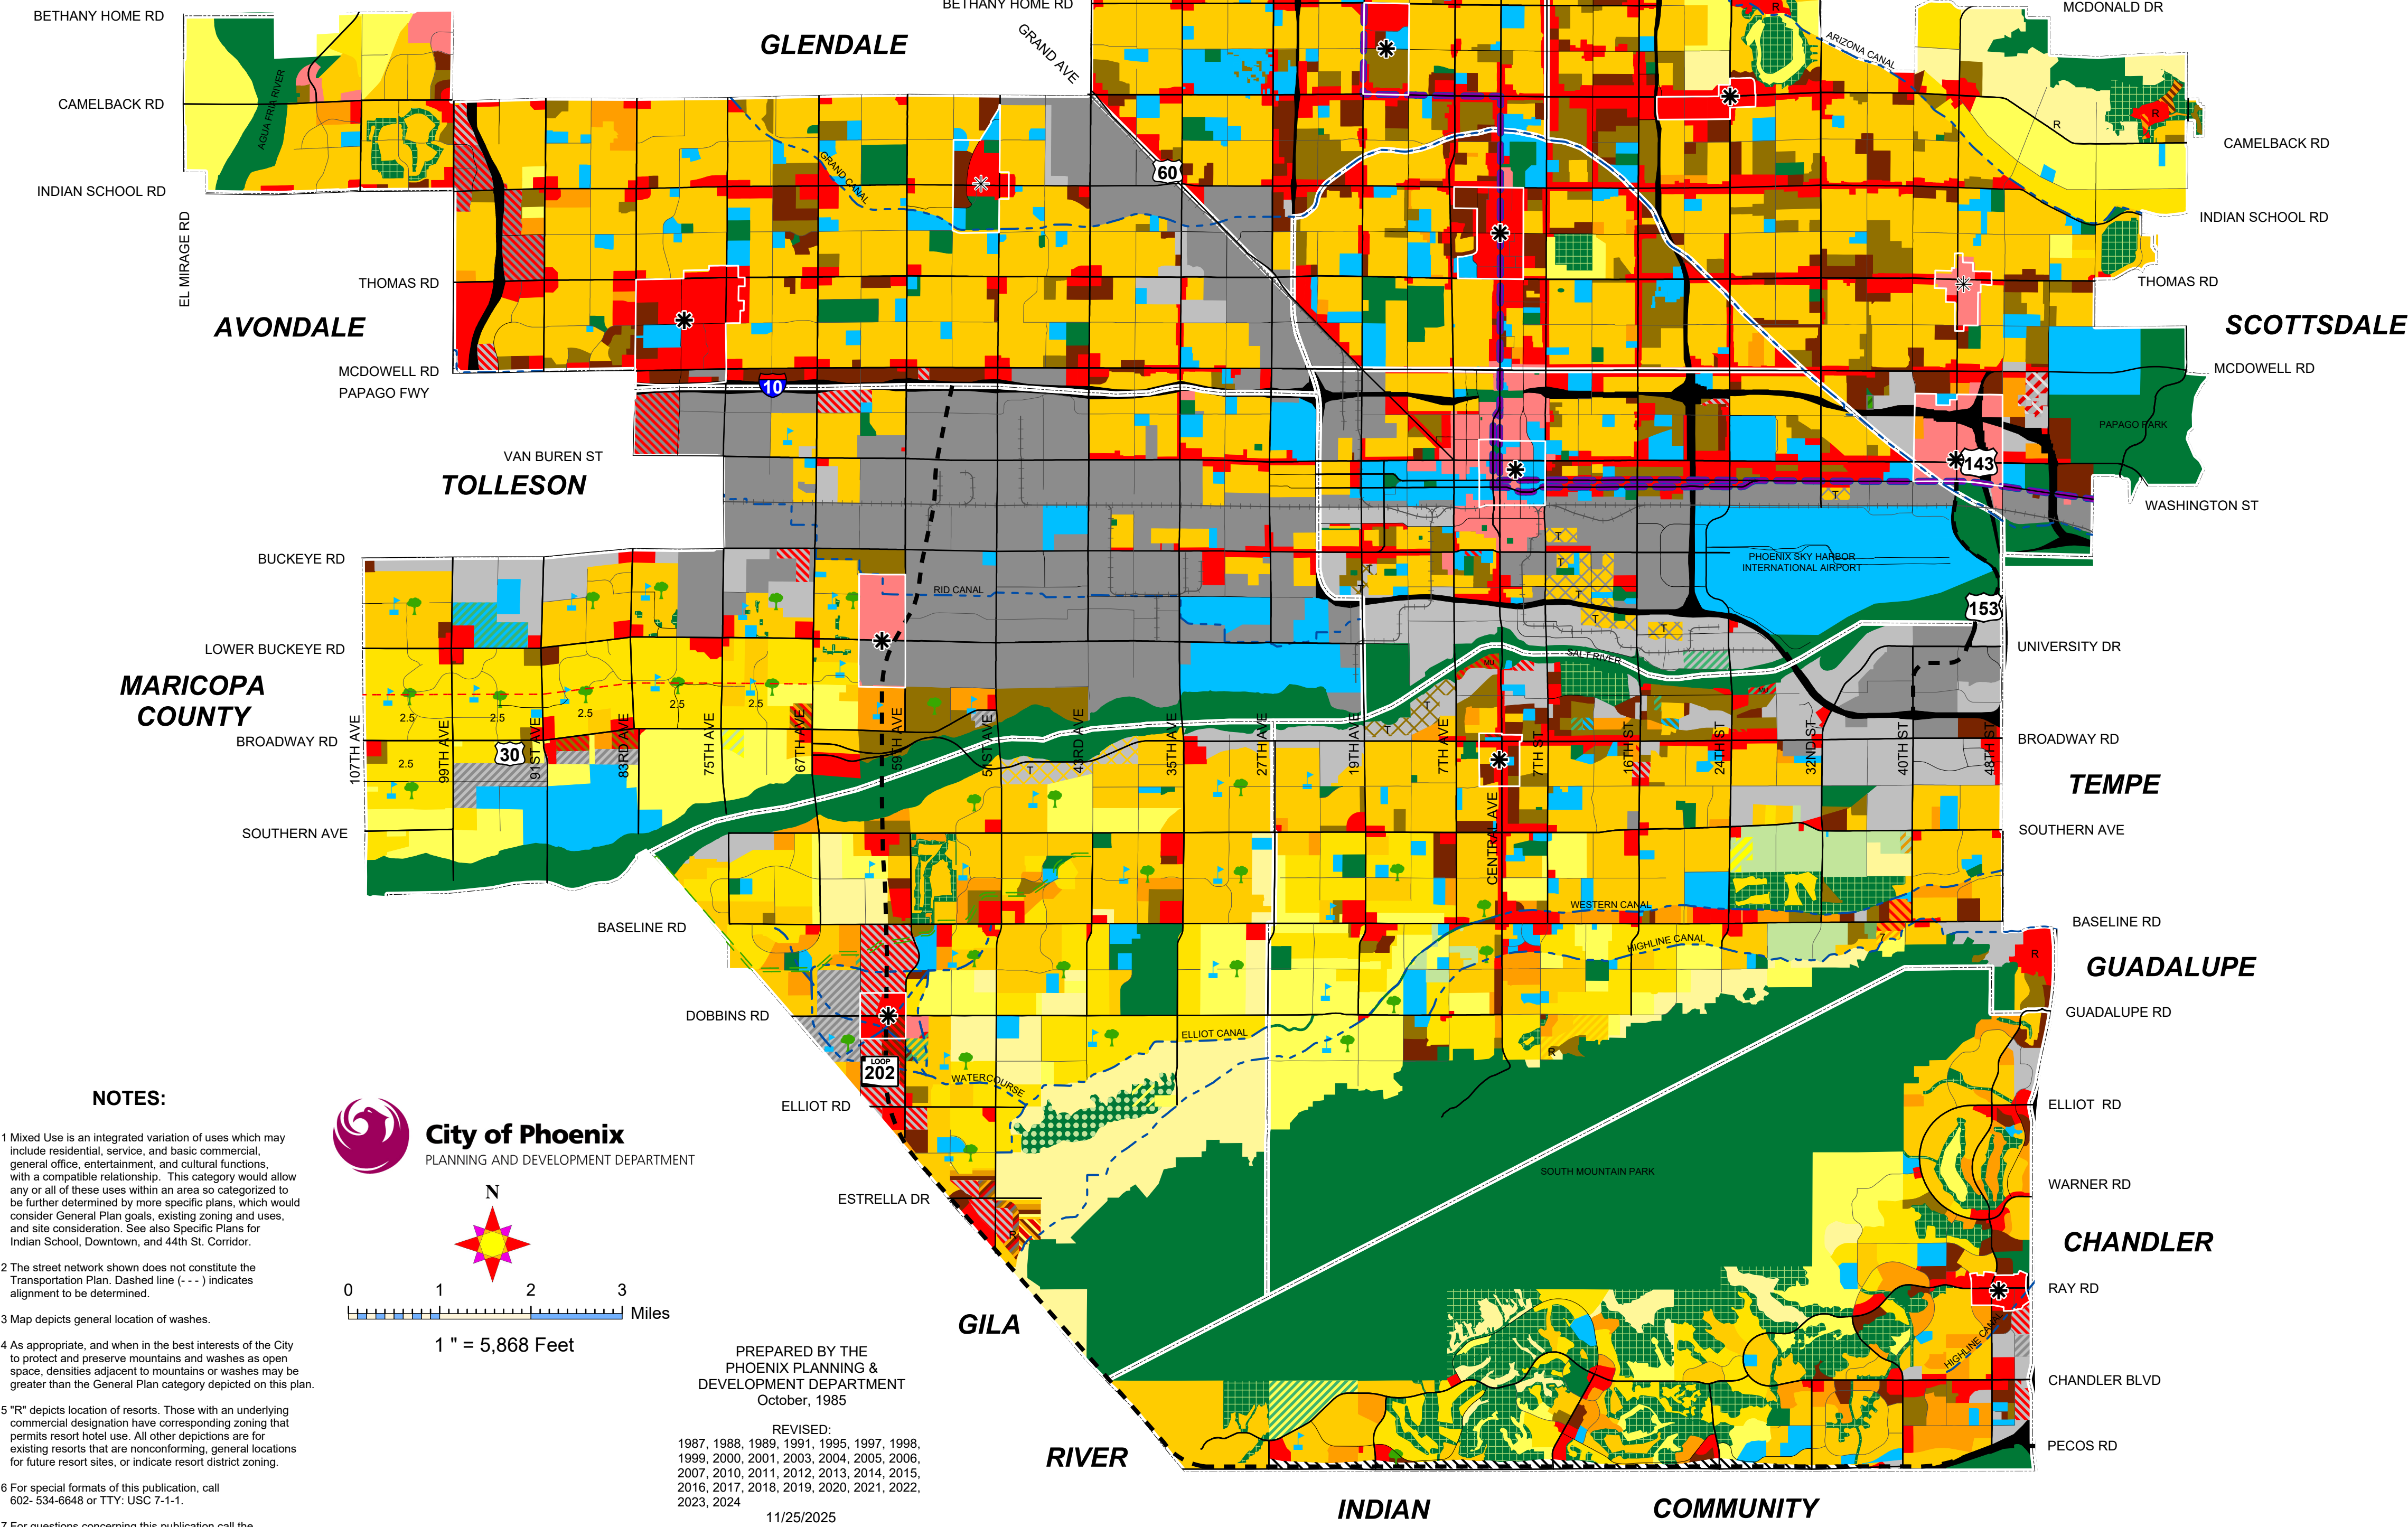 BETHANY HOME RD
BETHANY HOME RD
MCDONALD DR
GLENDALE
GRAND AVE
R
ARIZONA CANAL
AGUA FRIA RIVER
CAMELBACK RD
R
R
CAMELBACK RD
GRAND CANAL
60
INDIAN SCHOOL RD
INDIAN SCHOOL RD
EL MIRAGE RD
THOMAS RD
THOMAS RD
AVONDALE
SCOTTSDALE
MCDOWELL RD
MCDOWELL RD
PAPAGO FWY
10
PAPAGO PARK
VAN BUREN ST
143
TOLLESON
T
WASHINGTON ST
BUCKEYE RD
T
PHOENIX SKY HARBOR
INTERNATIONAL AIRPORT
T
T
T
RID CANAL
T
153
T
T
LOWER BUCKEYE RD
UNIVERSITY DR
SALT RIVER
MU
MARICOPA
COUNTY
2.5
2.5
2.5
2.5
2.5
T
T
BROADWAY RD
BROADWAY RD
107TH AVE
99TH AVE
91ST AVE
83RD AVE
75TH AVE
67TH AVE
59TH AVE
51ST AVE
43RD AVE
35TH AVE
27TH AVE
19TH AVE
7TH AVE
CENTRAL AVE
7TH ST
16TH ST
24TH ST
32ND ST
40TH ST
48TH ST
30
2.5
T
TEMPE
SOUTHERN AVE
SOUTHERN AVE
WESTERN CANAL
BASELINE RD
BASELINE RD
HIGHLINE CANAL
7
R
GUADALUPE
DOBBINS RD
GUADALUPE RD
ELLIOT CANAL
R
LOOP
202
WATERCOURSE
ELLIOT RD
ELLIOT RD
SOUTH MOUNTAIN PARK
WARNER RD
ESTRELLA DR
R
CHANDLER
RAY RD
HIGHLINE CANAL
GILA
CHANDLER BLVD
RIVER
PECOS RD
INDIAN
COMMUNITY
NOTES:
1 Mixed Use is an integrated variation of uses which may
include residential, service, and basic commercial,
general office, entertainment, and cultural functions,
with a compatible relationship. This category would allow
any or all of these uses within an area so categorized to
be further determined by more specific plans, which would
consider General Plan goals, existing zoning and uses,
and site consideration. See also Specific Plans for
Indian School, Downtown, and 44th St. Corridor.
2 The street network shown does not constitute the
Transportation Plan. Dashed line (- - - ) indicates
alignment to be determined.
3 Map depicts general location of washes.
4 As appropriate, and when in the best interests of the City
to protect and preserve mountains and washes as open
space, densities adjacent to mountains or washes may be
greater than the General Plan category depicted on this plan.
5 "R" depicts location of resorts. Those with an underlying
commercial designation have corresponding zoning that
permits resort hotel use. All other depictions are for
existing resorts that are nonconforming, general locations
for future resort sites, or indicate resort district zoning.
6 For special formats of this publication, call
602- 534-6648 or TTY: USC 7-1-1.
7 For questions concerning this publication call the
City of Phoenix
PLANNING AND DEVELOPMENT DEPARTMENT
N
0 1 2 3
Miles
1 " = 5,868 Feet
PREPARED BY THE
PHOENIX PLANNING &
DEVELOPMENT DEPARTMENT
October, 1985
REVISED:
1987, 1988, 1989, 1991, 1995, 1997, 1998,
1999, 2000, 2001, 2003, 2004, 2005, 2006,
2007, 2010, 2011, 2012, 2013, 2014, 2015,
2016, 2017, 2018, 2019, 2020, 2021, 2022,
2023, 2024
11/25/2025